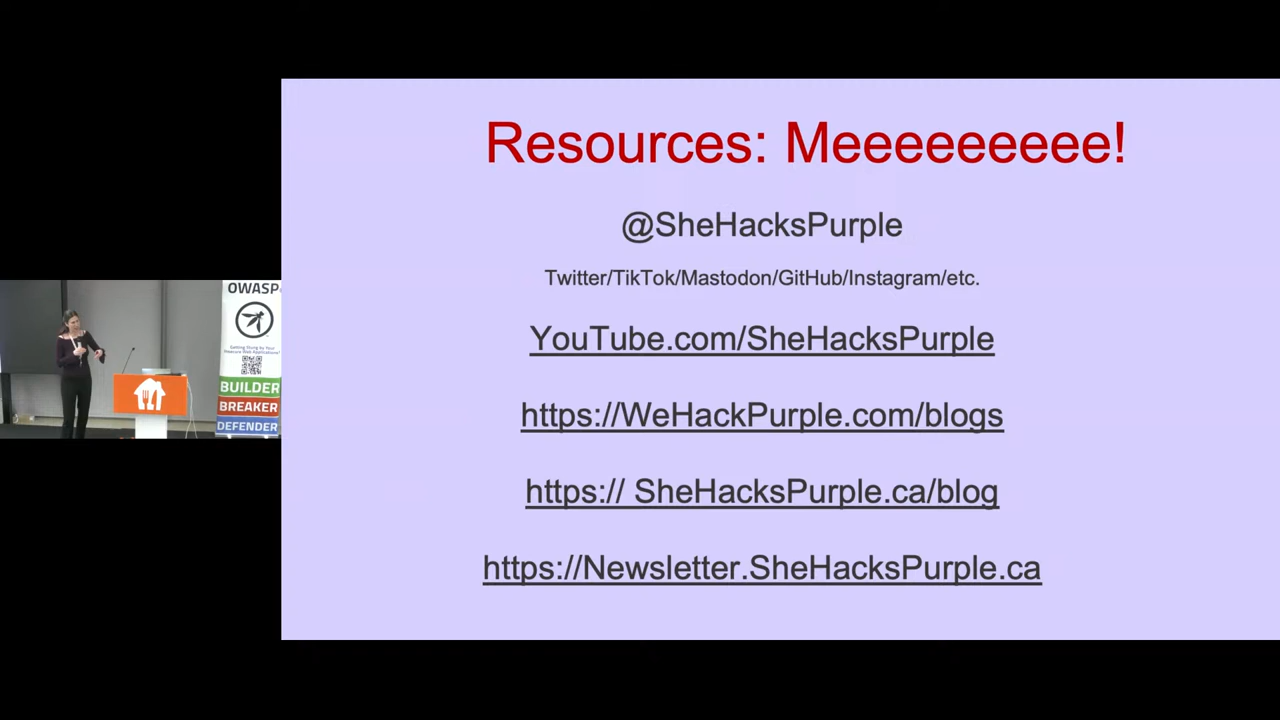 Resources: Meeeeeeeee!
@SheHacksPurple
Twitter/TikTok/Mastodon/GitHub/Instagram/etc.
YouTube.com/SheHacksPurple
https://WeHackPurple.com/blogs
https:// SheHacksPurple.ca/blog
https://Newsletter.SheHacksPurple.ca
OWASP
BUILDER
BREAKER
DEFENDER